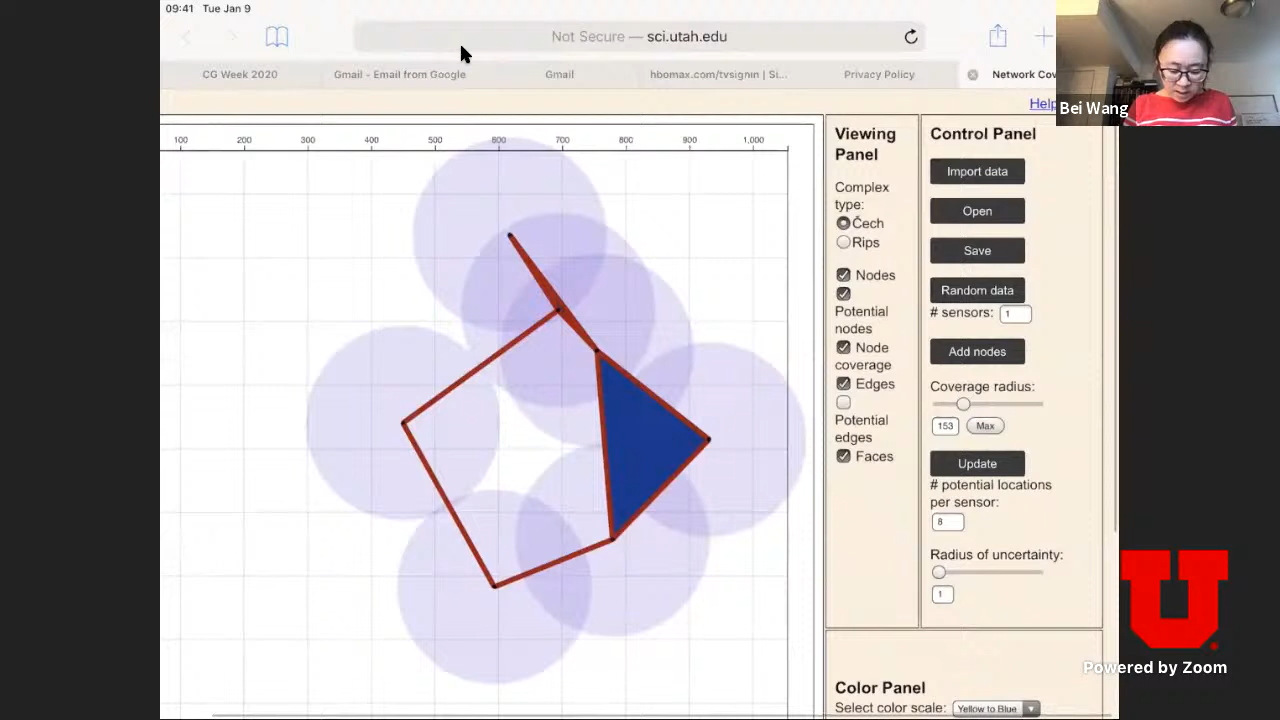 09:41 Tue Jan 9
Not Secure — sci.utah.edu
CG Week 2020
Gmail - Email from Google
Gmail
hbomax.com/tvsignin | Si...
Privacy Policy
Network Cov
Help
Bei Wang
100 200 300 400 500 600 700 800 900 1,000
Viewing Panel
Complex type:
Čech
Rips
Nodes
Potential nodes
Node coverage
Edges
Potential edges
Faces
Control Panel
Import data
Open
Save
Random data
# sensors: 1
Add nodes
Coverage radius:
153 Max
Update
# potential locations
per sensor:
8
Radius of uncertainty:
1
Color Panel
Select color scale: Yellow to Blue
U
Powered by Zoom